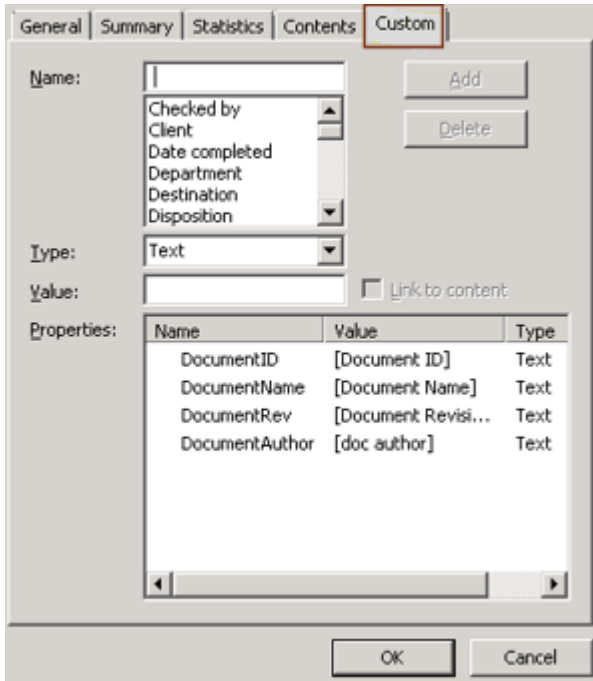 General Summary Statistics Contents Custom
Name:
Add
Checked by
Client
Date completed
Department
Destination
Disposition
Delete
Type: Text
Value: Link to content
Properties: Name Value Type
DocumentID [Document ID] Text
DocumentName [Document Name] Text
DocumentRev [Document Revisi... Text
DocumentAuthor [doc author] Text
OK Cancel